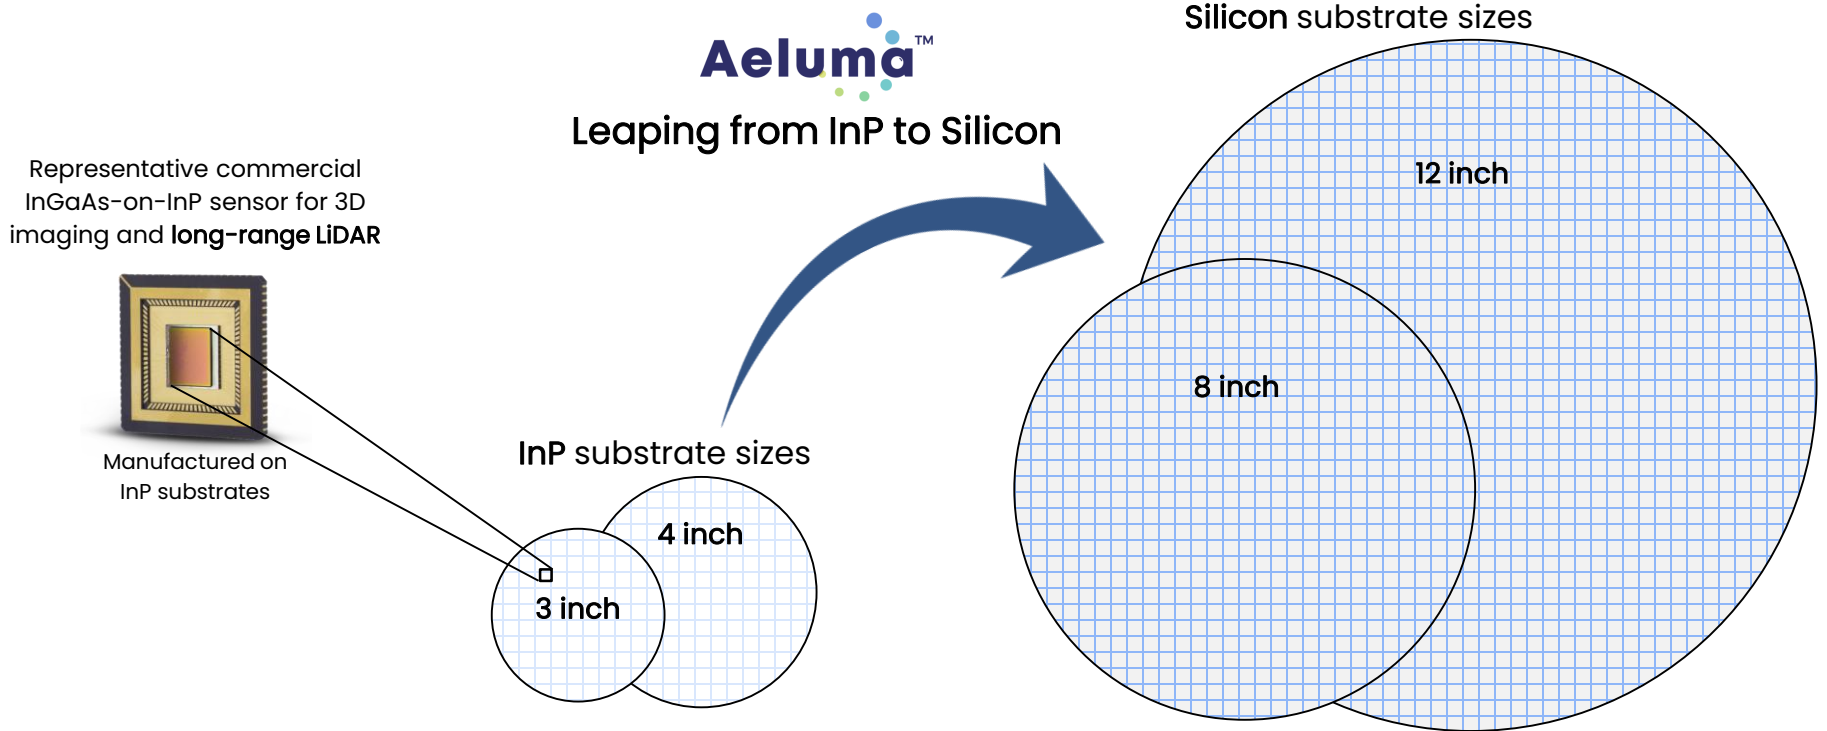 Silicon substrate sizes
Aeluma™
Leaping from InP to Silicon
Representative commercial
InGaAs-on-InP sensor for 3D
imaging and long-range LiDAR
Manufactured on
InP substrates
InP substrate sizes
3 inch
4 inch
8 inch
12 inch